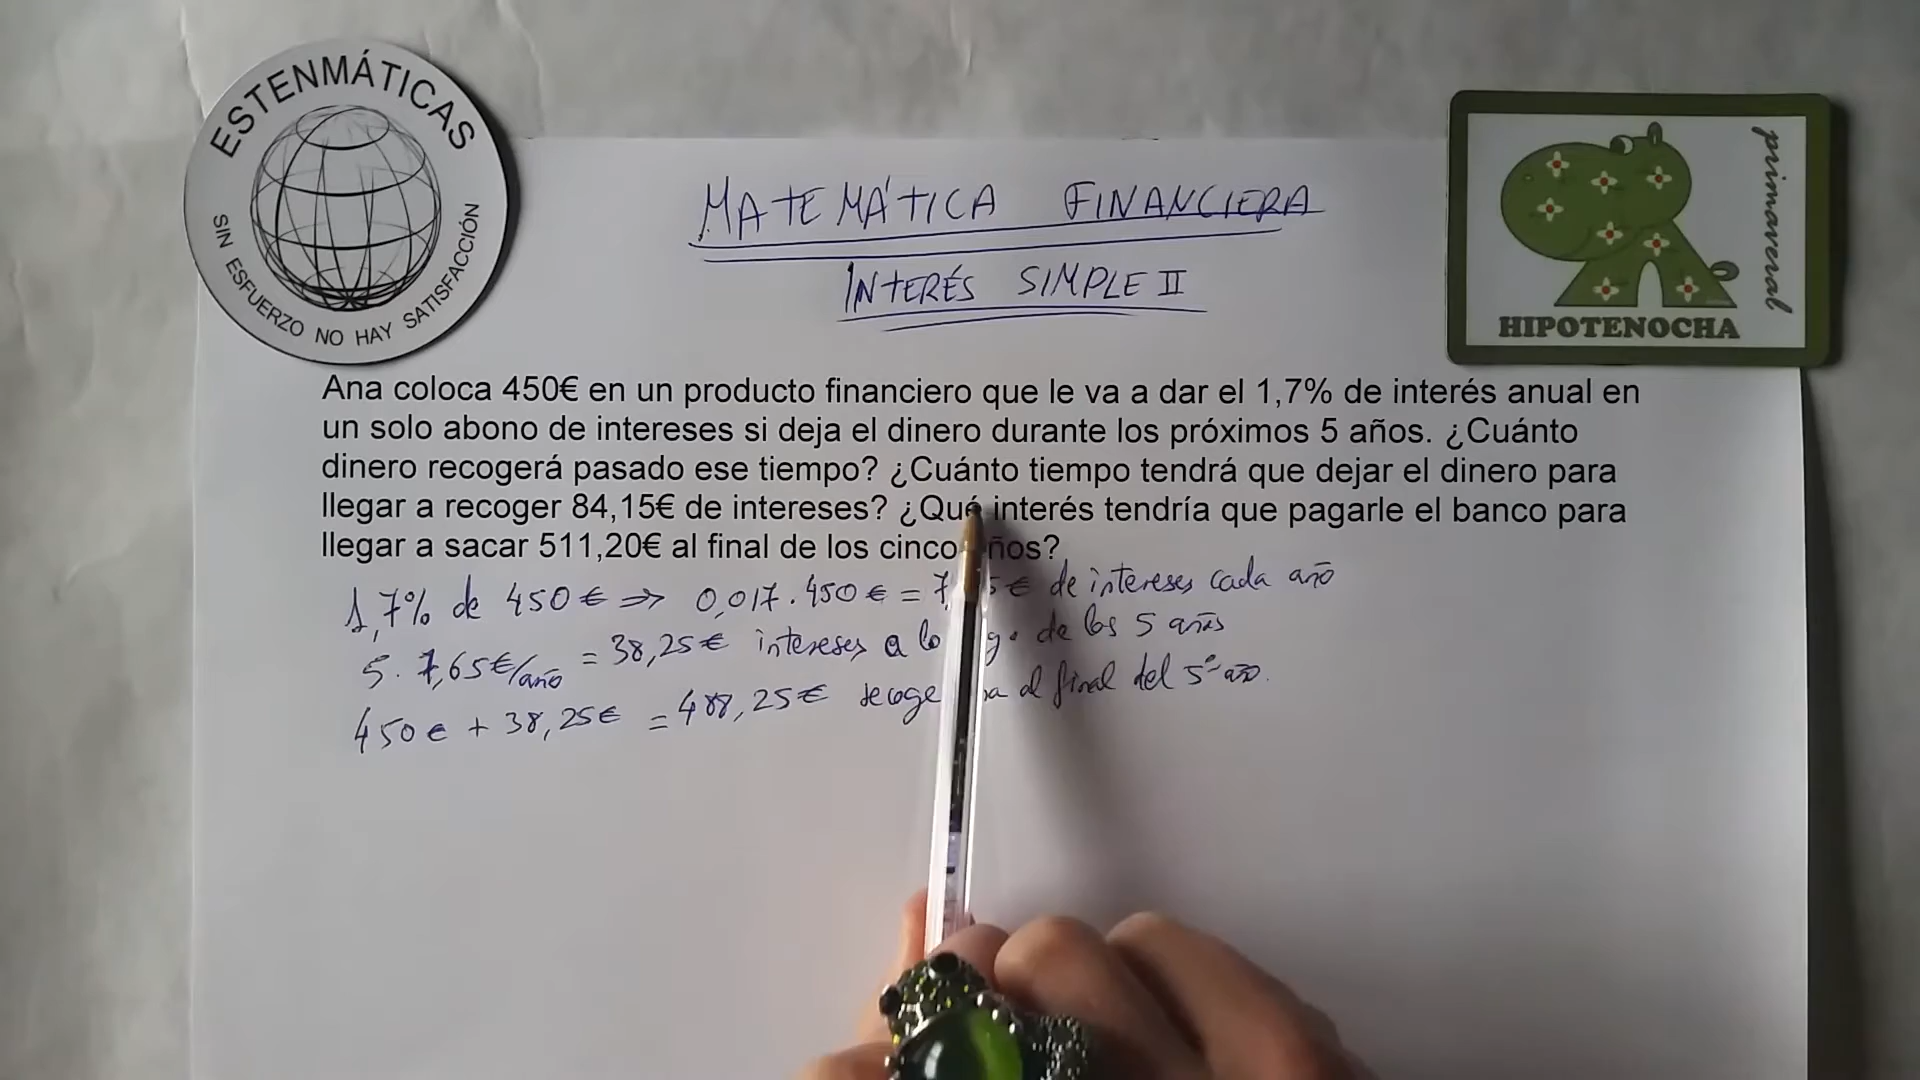 ESTENMÁTICAS
SIN ESFUERZO NO HAY SATISFACCIÓN
MATEMÁTICA FINANCIERA
INTERÉS SIMPLE II
primaveral
HIPOTENOCHA
Ana coloca 450€ en un producto financiero que le va a dar el 1,7% de interés anual en
un solo abono de intereses si deja el dinero durante los próximos 5 años. ¿Cuánto
dinero recogerá pasado ese tiempo? ¿Cuánto tiempo tendrá que dejar el dinero para
llegar a recoger 84,15€ de intereses? ¿Qué interés tendría que pagarle el banco para
llegar a sacar 511,20€ al final de los cinco
1,7% de 450€ ⇒ 0,017 . 450€ = de intereses cada año
5 . 7,65€/año = 38,25€ intereses a de los 5 años
450€ + 38,25€ = 488,25€ al final del 5º año.